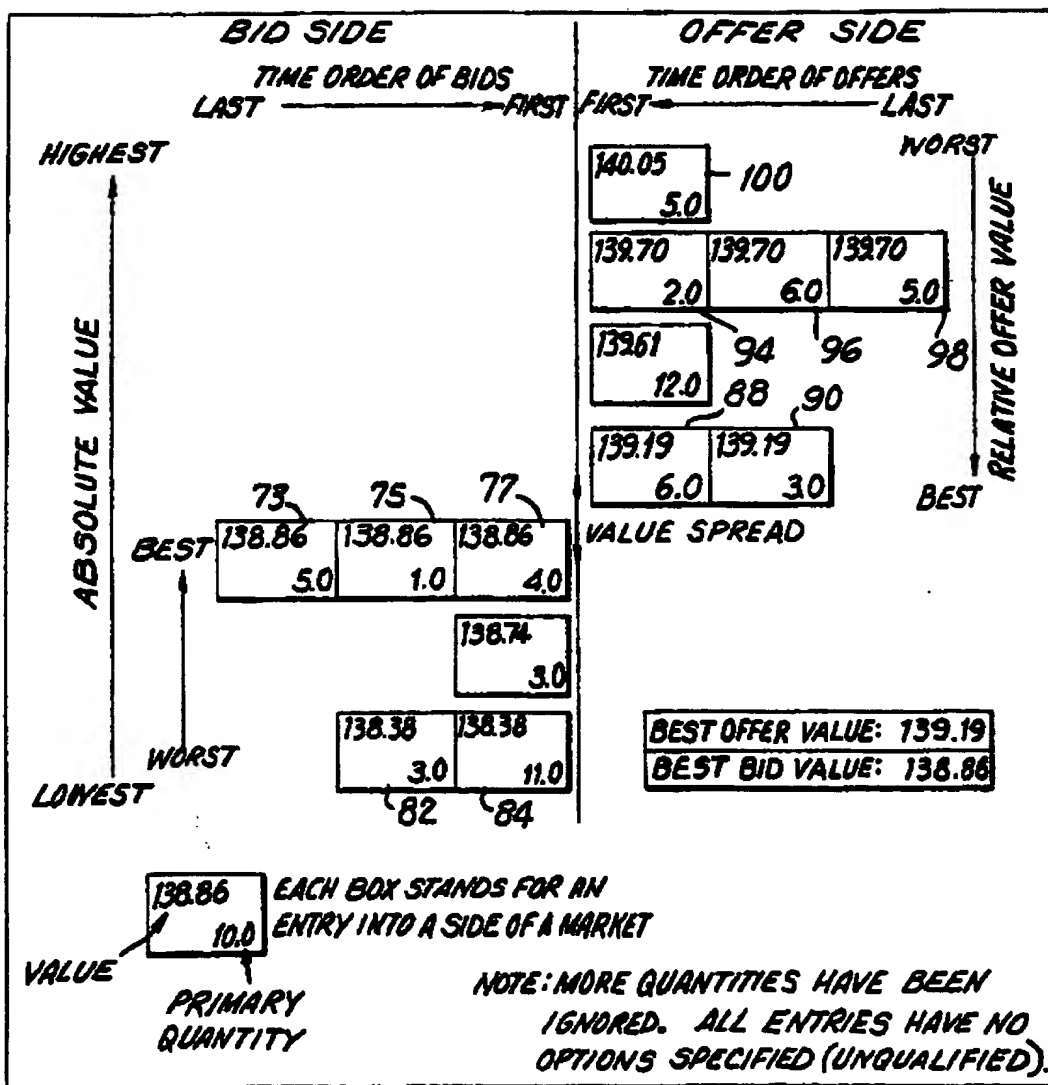 BID SIDE
OFFER SIDE
TIME ORDER OF BIDS
LAST FIRST
TIME ORDER OF OFFERS
FIRST LAST
HIGHEST
ABSOLUTE VALUE
LOWEST
WORST
RELATIVE OFFER VALUE
BEST
140.05
5.0
100
139.70 139.70 139.70
2.0 6.0 5.0
94 96 98
139.61
12.0
88 90
139.19 139.19
6.0 3.0
VALUE SPREAD
73 75 77
BEST
138.86 138.86 138.86
5.0 1.0 4.0
138.74
3.0
138.38 138.38
3.0 11.0
82 84
WORST
BEST OFFER VALUE: 139.19
BEST BID VALUE: 138.86
138.86
10.0
VALUE
PRIMARY
QUANTITY
EACH BOX STANDS FOR AN
ENTRY INTO A SIDE OF A MARKET
NOTE: MORE QUANTITIES HAVE BEEN
IGNORED. ALL ENTRIES HAVE NO
OPTIONS SPECIFIED (UNQUALIFIED).